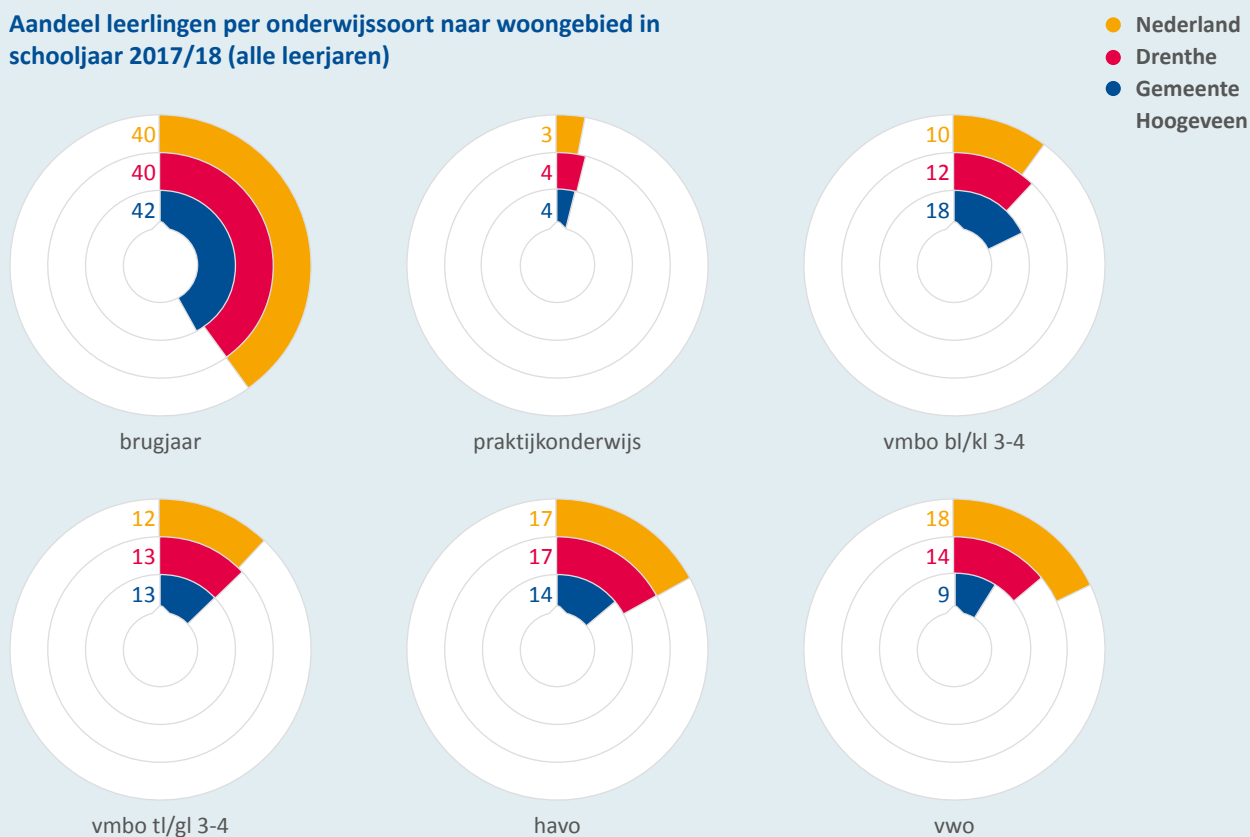 Aandeel leerlingen per onderwijssoort naar woongebied in
schooljaar 2017/18 (alle leerjaren)
Nederland
Drenthe
Gemeente
Hoogeveen
40
40
42
brugjaar
3
4
4
praktijkonderwijs
10
12
18
vmbo bl/kl 3-4
12
13
13
vmbo tl/gl 3-4
17
17
14
havo
18
14
9
vwo